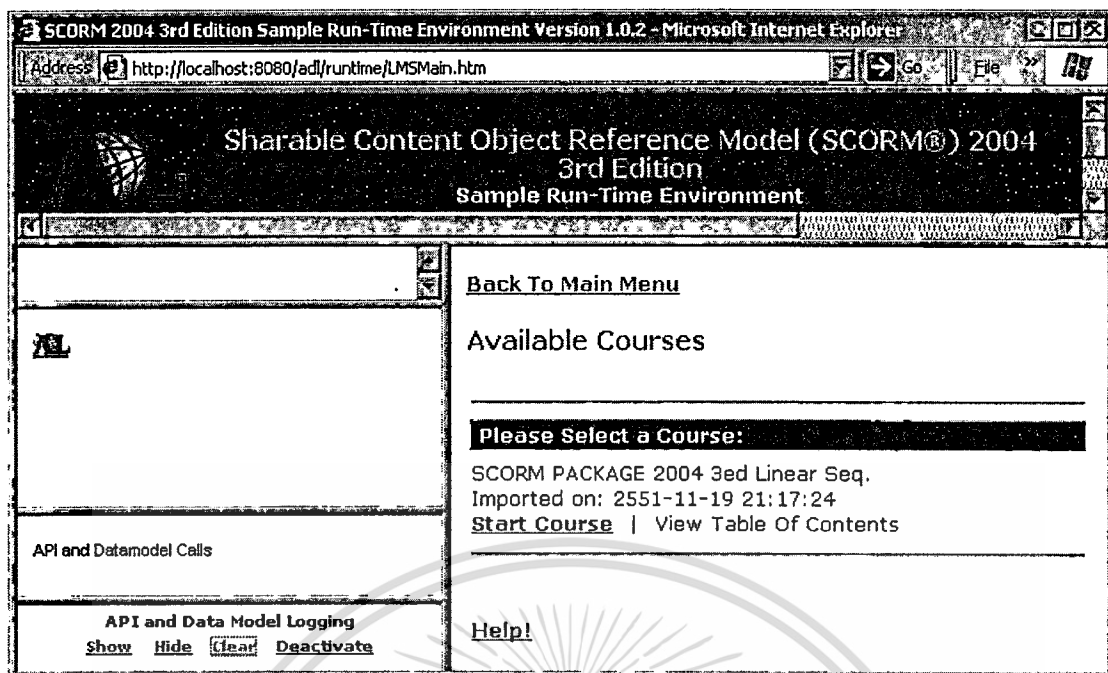 SCORM 2004 3rd Edition Sample Run-Time Environment Version 1.0.2 - Microsoft Internet Explorer
Address http://localhost:8080/adl/runtime/LMSMain.htm Go File
Sharable Content Object Reference Model (SCORM®) 2004
3rd Edition
Sample Run-Time Environment
Back To Main Menu
Available Courses
Please Select a Course:
SCORM PACKAGE 2004 3ed Linear Seq.
Imported on: 2551-11-19 21:17:24
Start Course | View Table Of Contents
Help!
API and Datamodel Calls
API and Data Model Logging
Show Hide Clear Deactivate